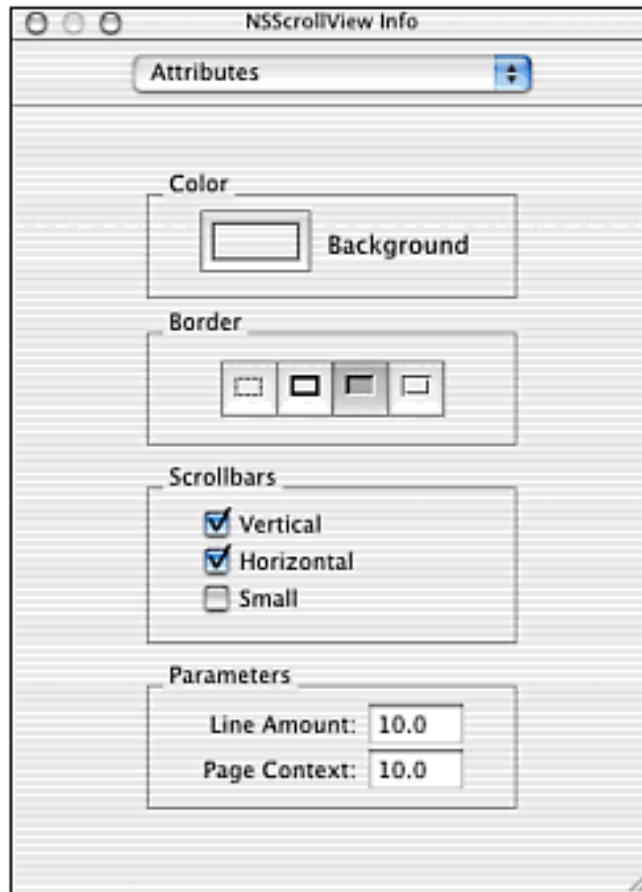 NSScrollView Info
Attributes
Color
Background
Border
Scrollbars
Vertical
Horizontal
Small
Parameters
Line Amount: 10.0
Page Context: 10.0